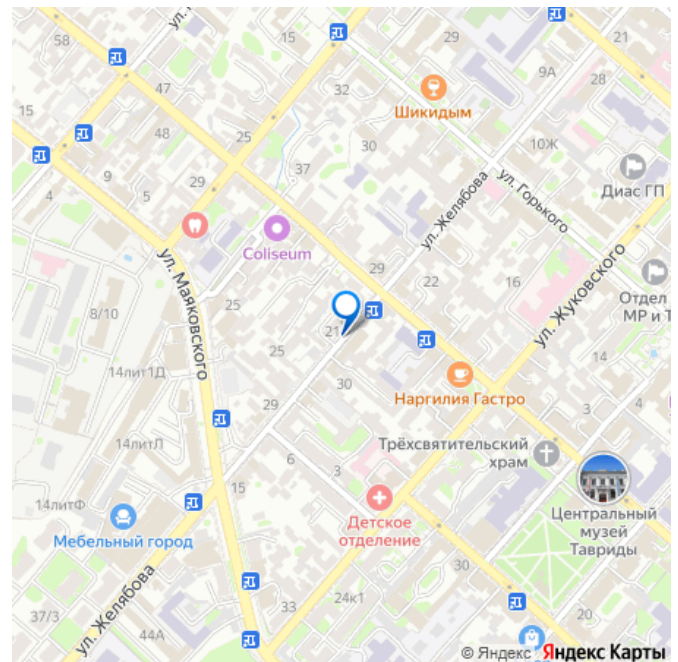 ул.
58
15
29
21
9А
28
47
32
Шикидым
15
48
30
10Ж
9
37
ул. Горького
Диас ГП
4
5
29
ул. Желябова
Coliseum
ул. Маяковского
29
22
16
ул. Жуковского
Отдел
МР и Т
25
8/10
21
25
14
14лит1Д
30
Наргилия Гастро
3
4
29
14литЛ
6
3
Трёхсвятительский
храм
14литФ
15
Детское
отделение
Центральный
музей
Тавриды
Мебельный город
30
ул. Желябова
24к1
33
37/3
44А
20
© Яндекс Яндекс Карты